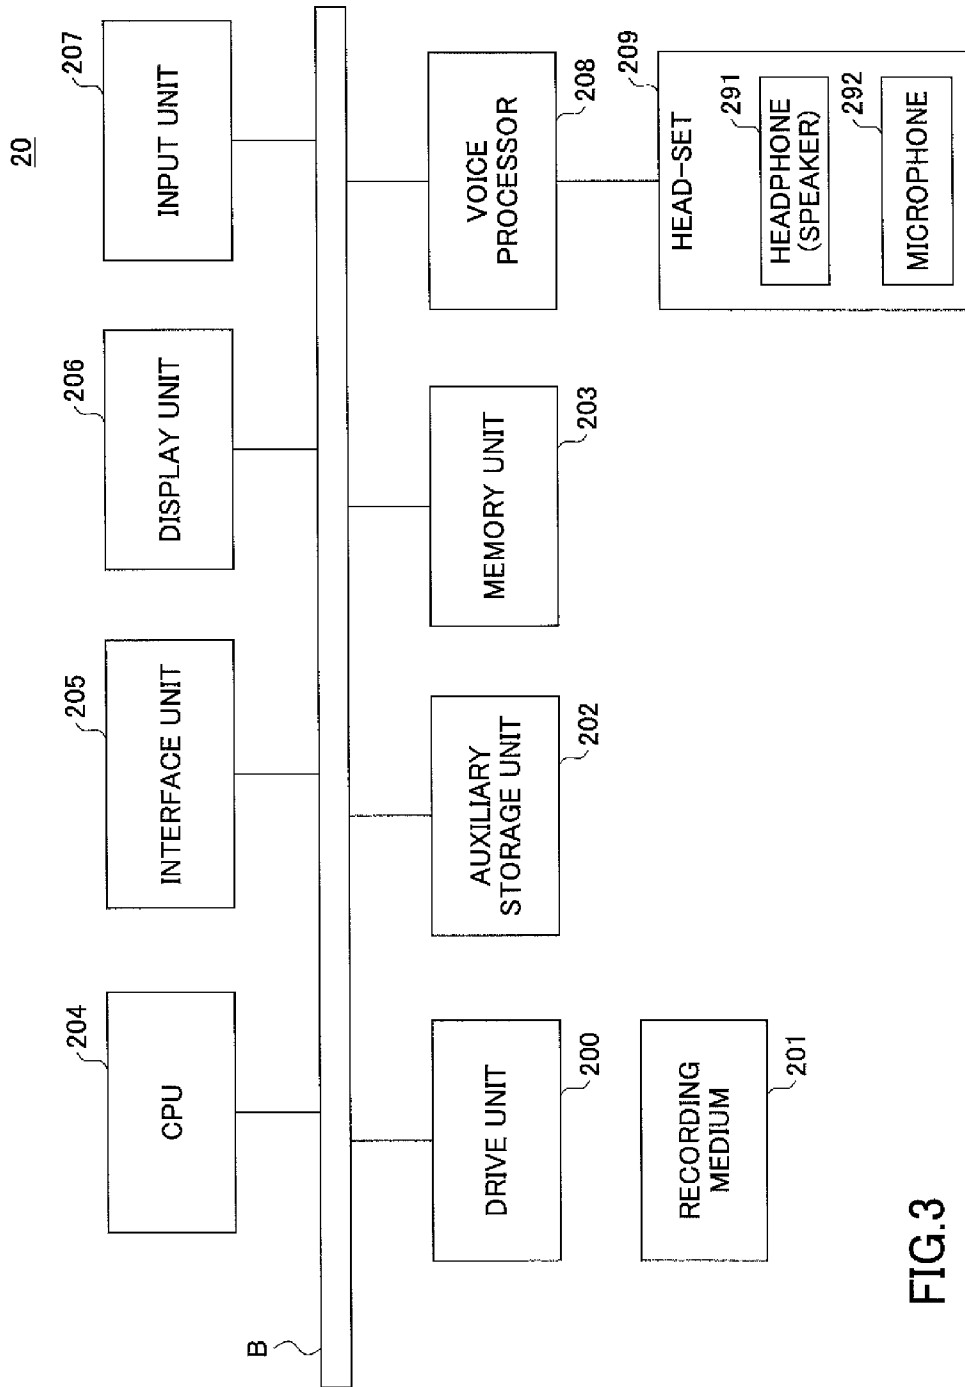 20
204
CPU
205
INTERFACE UNIT
206
DISPLAY UNIT
207
INPUT UNIT
B
DRIVE UNIT
200
AUXILIARY
STORAGE UNIT
202
MEMORY UNIT
203
VOICE
PROCESSOR
208
RECORDING
MEDIUM
201
209
HEAD-SET
291
HEADPHONE
(SPEAKER)
292
MICROPHONE
FIG.3